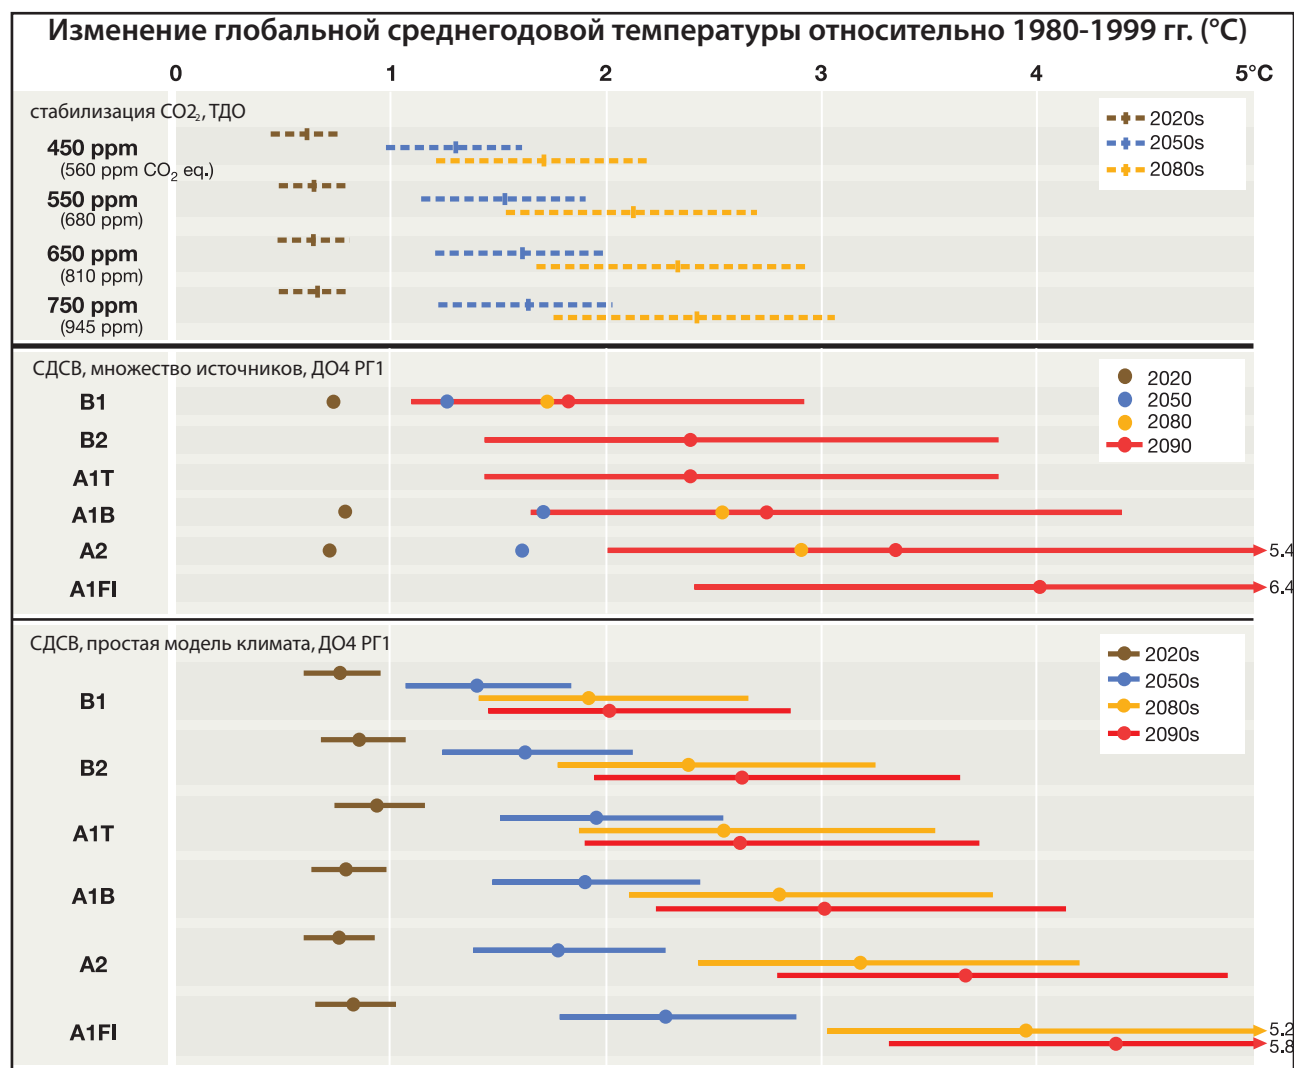 Изменение глобальной среднегодовой температуры относительно 1980-1999 гг. (°C)
0 1 2 3 4 5°C
стабилизация CO2₂, ТДО
450 ppm
(560 ppm CO₂ eq.)
550 ppm
(680 ppm)
650 ppm
(810 ppm)
750 ppm
(945 ppm)
2020s
2050s
2080s
СДСВ, множество источников, ДО4 РГ1
B1
B2
A1T
A1B
A2
A1FI
2020
2050
2080
2090
5.4
6.4
СДСВ, простая модель климата, ДО4 РГ1
B1
B2
A1T
A1B
A2
A1FI
2020s
2050s
2080s
2090s
5.2
5.8